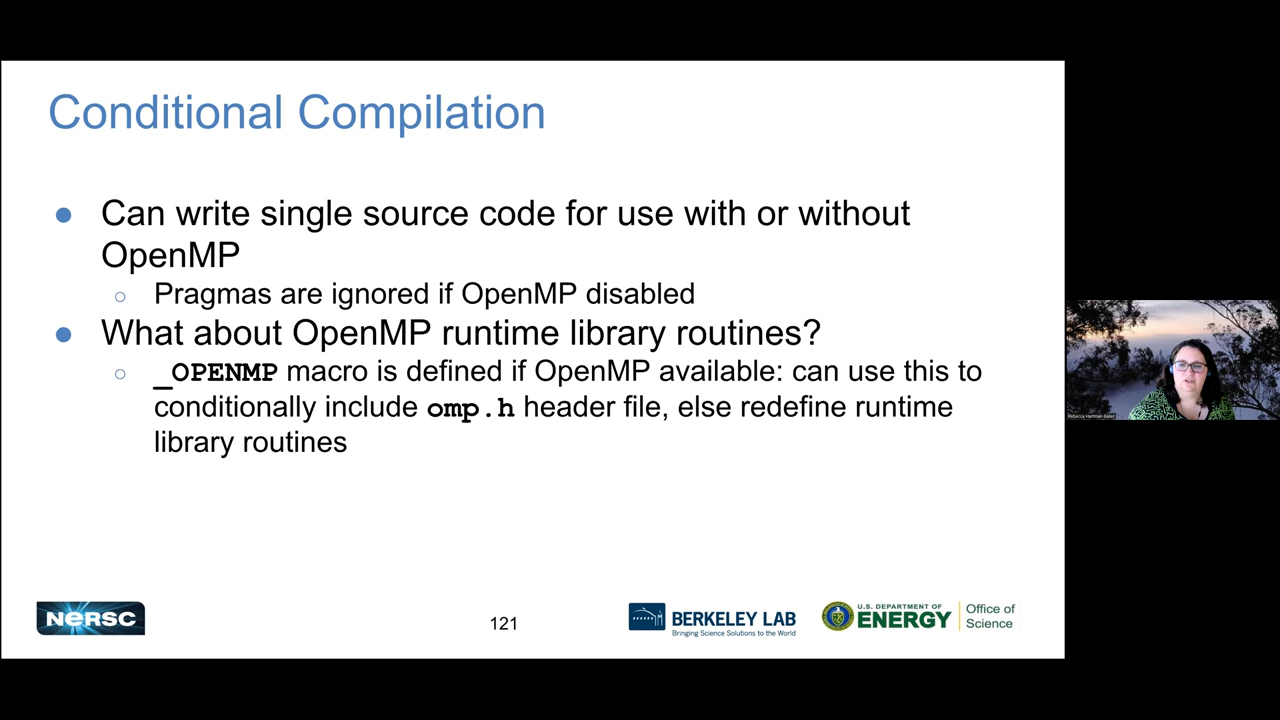 Conditional Compilation
● Can write single source code for use with or without
OpenMP
○ Pragmas are ignored if OpenMP disabled
● What about OpenMP runtime library routines?
○ _OPENMP macro is defined if OpenMP available: can use this to
conditionally include omp.h header file, else redefine runtime
library routines
Rebecca Hartman-Baker
NERSC
121
BERKELEY LAB
Bringing Science Solutions to the World
U.S. DEPARTMENT OF
ENERGY
Office of
Science